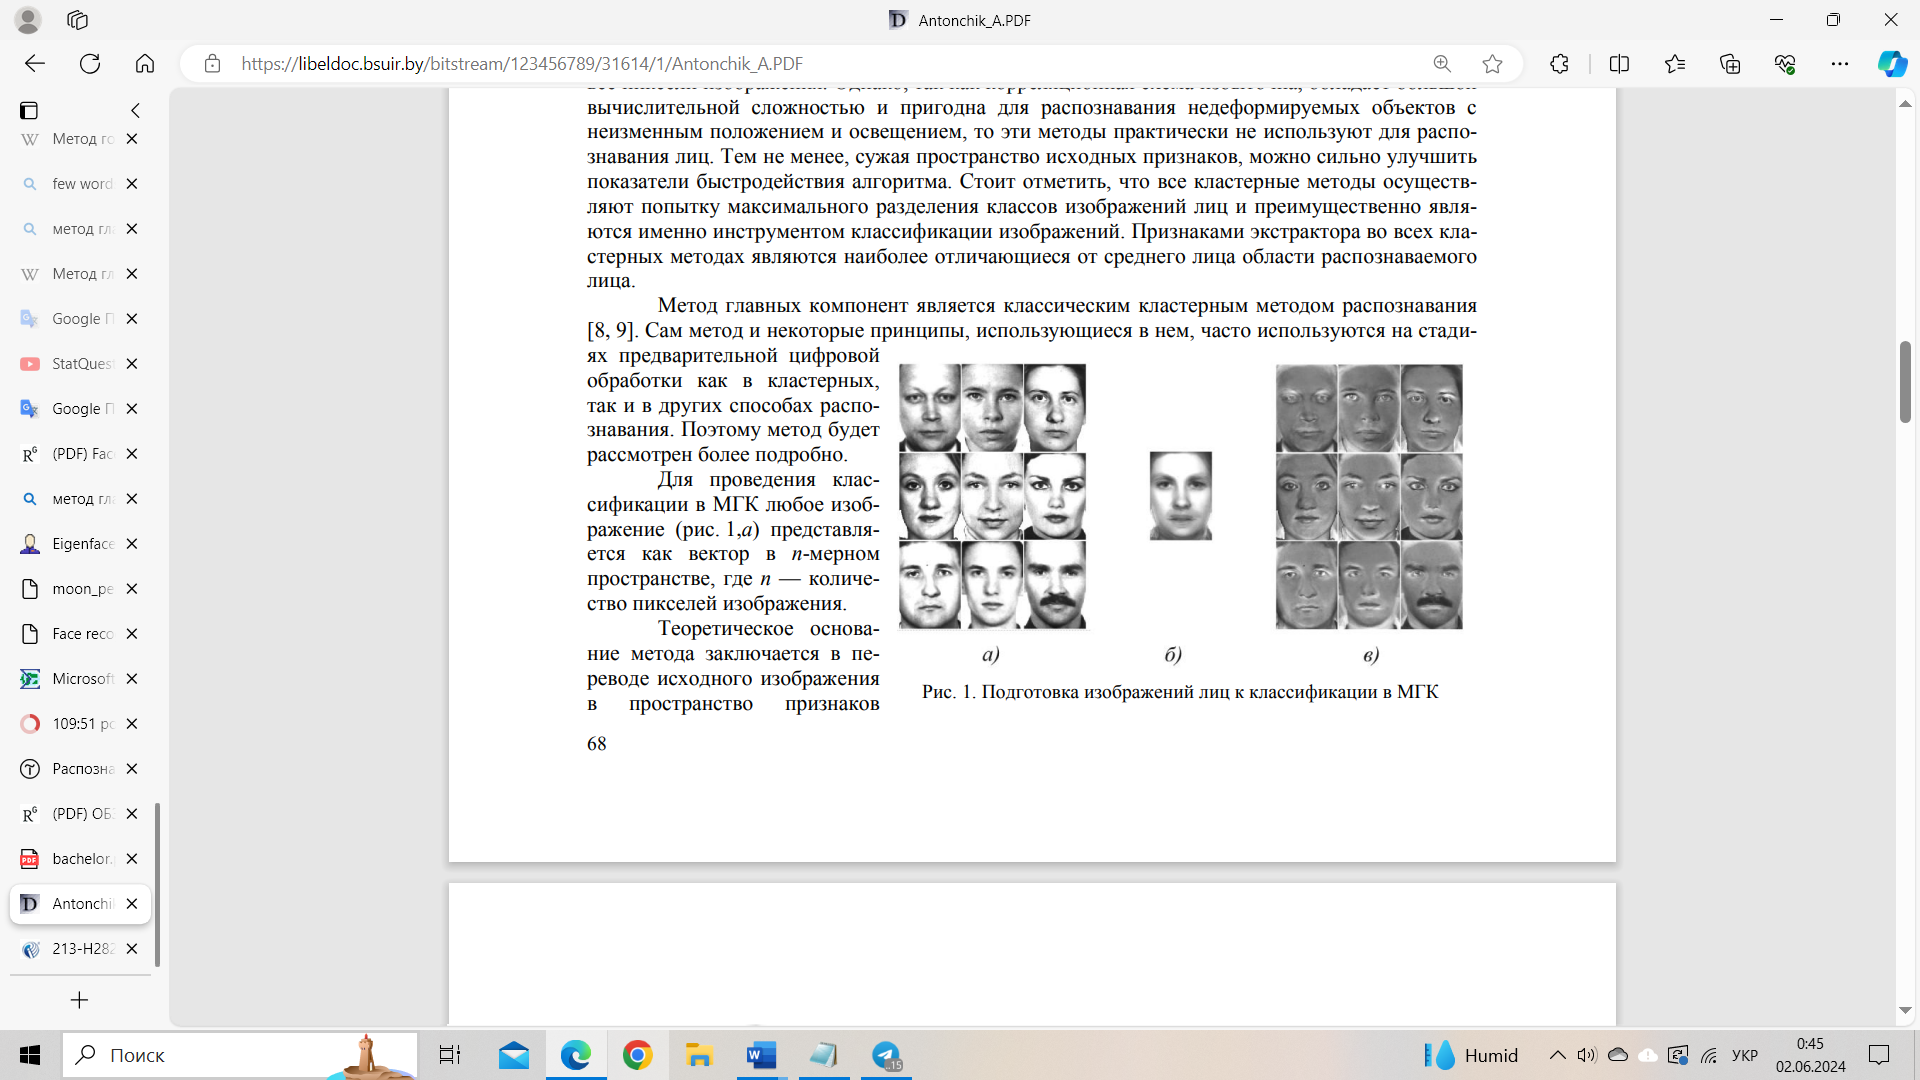 Antonchik_A.PDF
https://libeldoc.bsuir.by/bitstream/123456789/31614/1/Antonchik_A.PDF
Метод го
few word
метод гл
Метод гл
Google П
StatQues
Google П
(PDF) Fac
метод гл
Eigenface
moon_pe
Face reco
Microsoft
109:51 рс
Распозна
(PDF) ОБ
bachelor.
Antonchi
213-H282
вычислительной сложностью и пригодна для распознавания недеформируемых объектов с
неизменным положением и освещением, то эти методы практически не используют для распо-
знавания лиц. Тем не менее, сужая пространство исходных признаков, можно сильно улучшить
показатели быстродействия алгоритма. Стоит отметить, что все кластерные методы осуществ-
ляют попытку максимального разделения классов изображений лиц и преимущественно явля-
ются именно инструментом классификации изображений. Признаками экстрактора во всех кла-
стерных методах являются наиболее отличающиеся от среднего лица области распознаваемого
лица.
Метод главных компонент является классическим кластерным методом распознавания
[8, 9]. Сам метод и некоторые принципы, использующиеся в нем, часто используются на стади-
ях предварительной цифровой
обработки как в кластерных,
так и в других способах распо-
знавания. Поэтому метод будет
рассмотрен более подробно.
Для проведения клас-
сификации в МГК любое изоб-
ражение (рис. 1,а) представля-
ется как вектор в n-мерном
пространстве, где n — количе-
ство пикселей изображения.
Теоретическое основа-
ние метода заключается в пе-
реводе исходного изображения
в пространство признаков
а) б) в)
Рис. 1. Подготовка изображений лиц к классификации в МГК
68
Поиск
15
Humid
УКР
0:45
02.06.2024